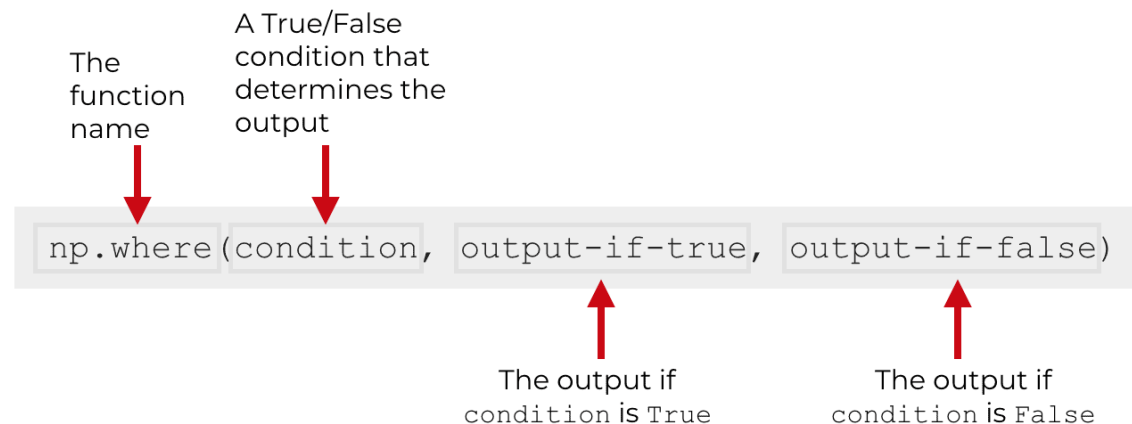 The
function
name
A True/False
condition that
determines the
output
np.where(condition, output-if-true, output-if-false)
The output if
condition is True
The output if
condition is False